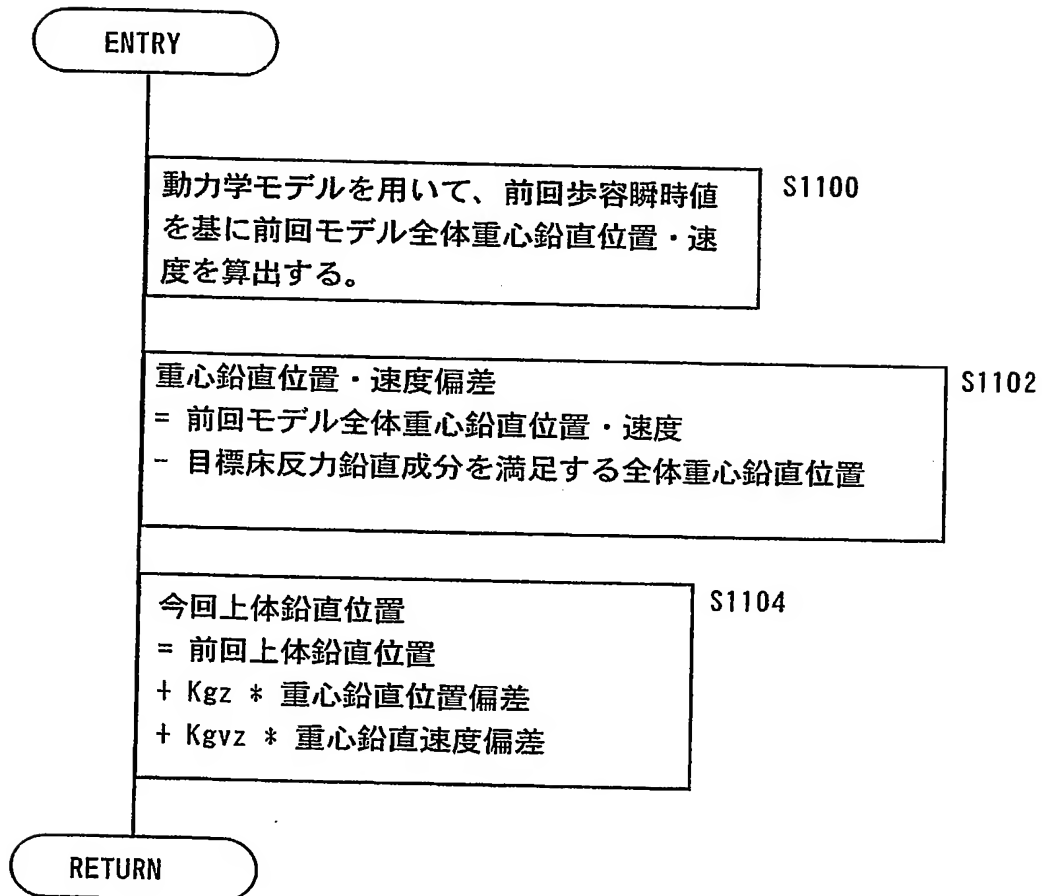 ENTRY
動力学モデルを用いて、前回歩容瞬時値
を基に前回モデル全体重心鉛直位置・速
度を算出する。
S1100
重心鉛直位置・速度偏差
= 前回モデル全体重心鉛直位置・速度
- 目標床反力鉛直成分を満足する全体重心鉛直位置
S1102
今回上体鉛直位置
= 前回上体鉛直位置
+ Kgz * 重心鉛直位置偏差
+ Kgvz * 重心鉛直速度偏差
S1104
RETURN